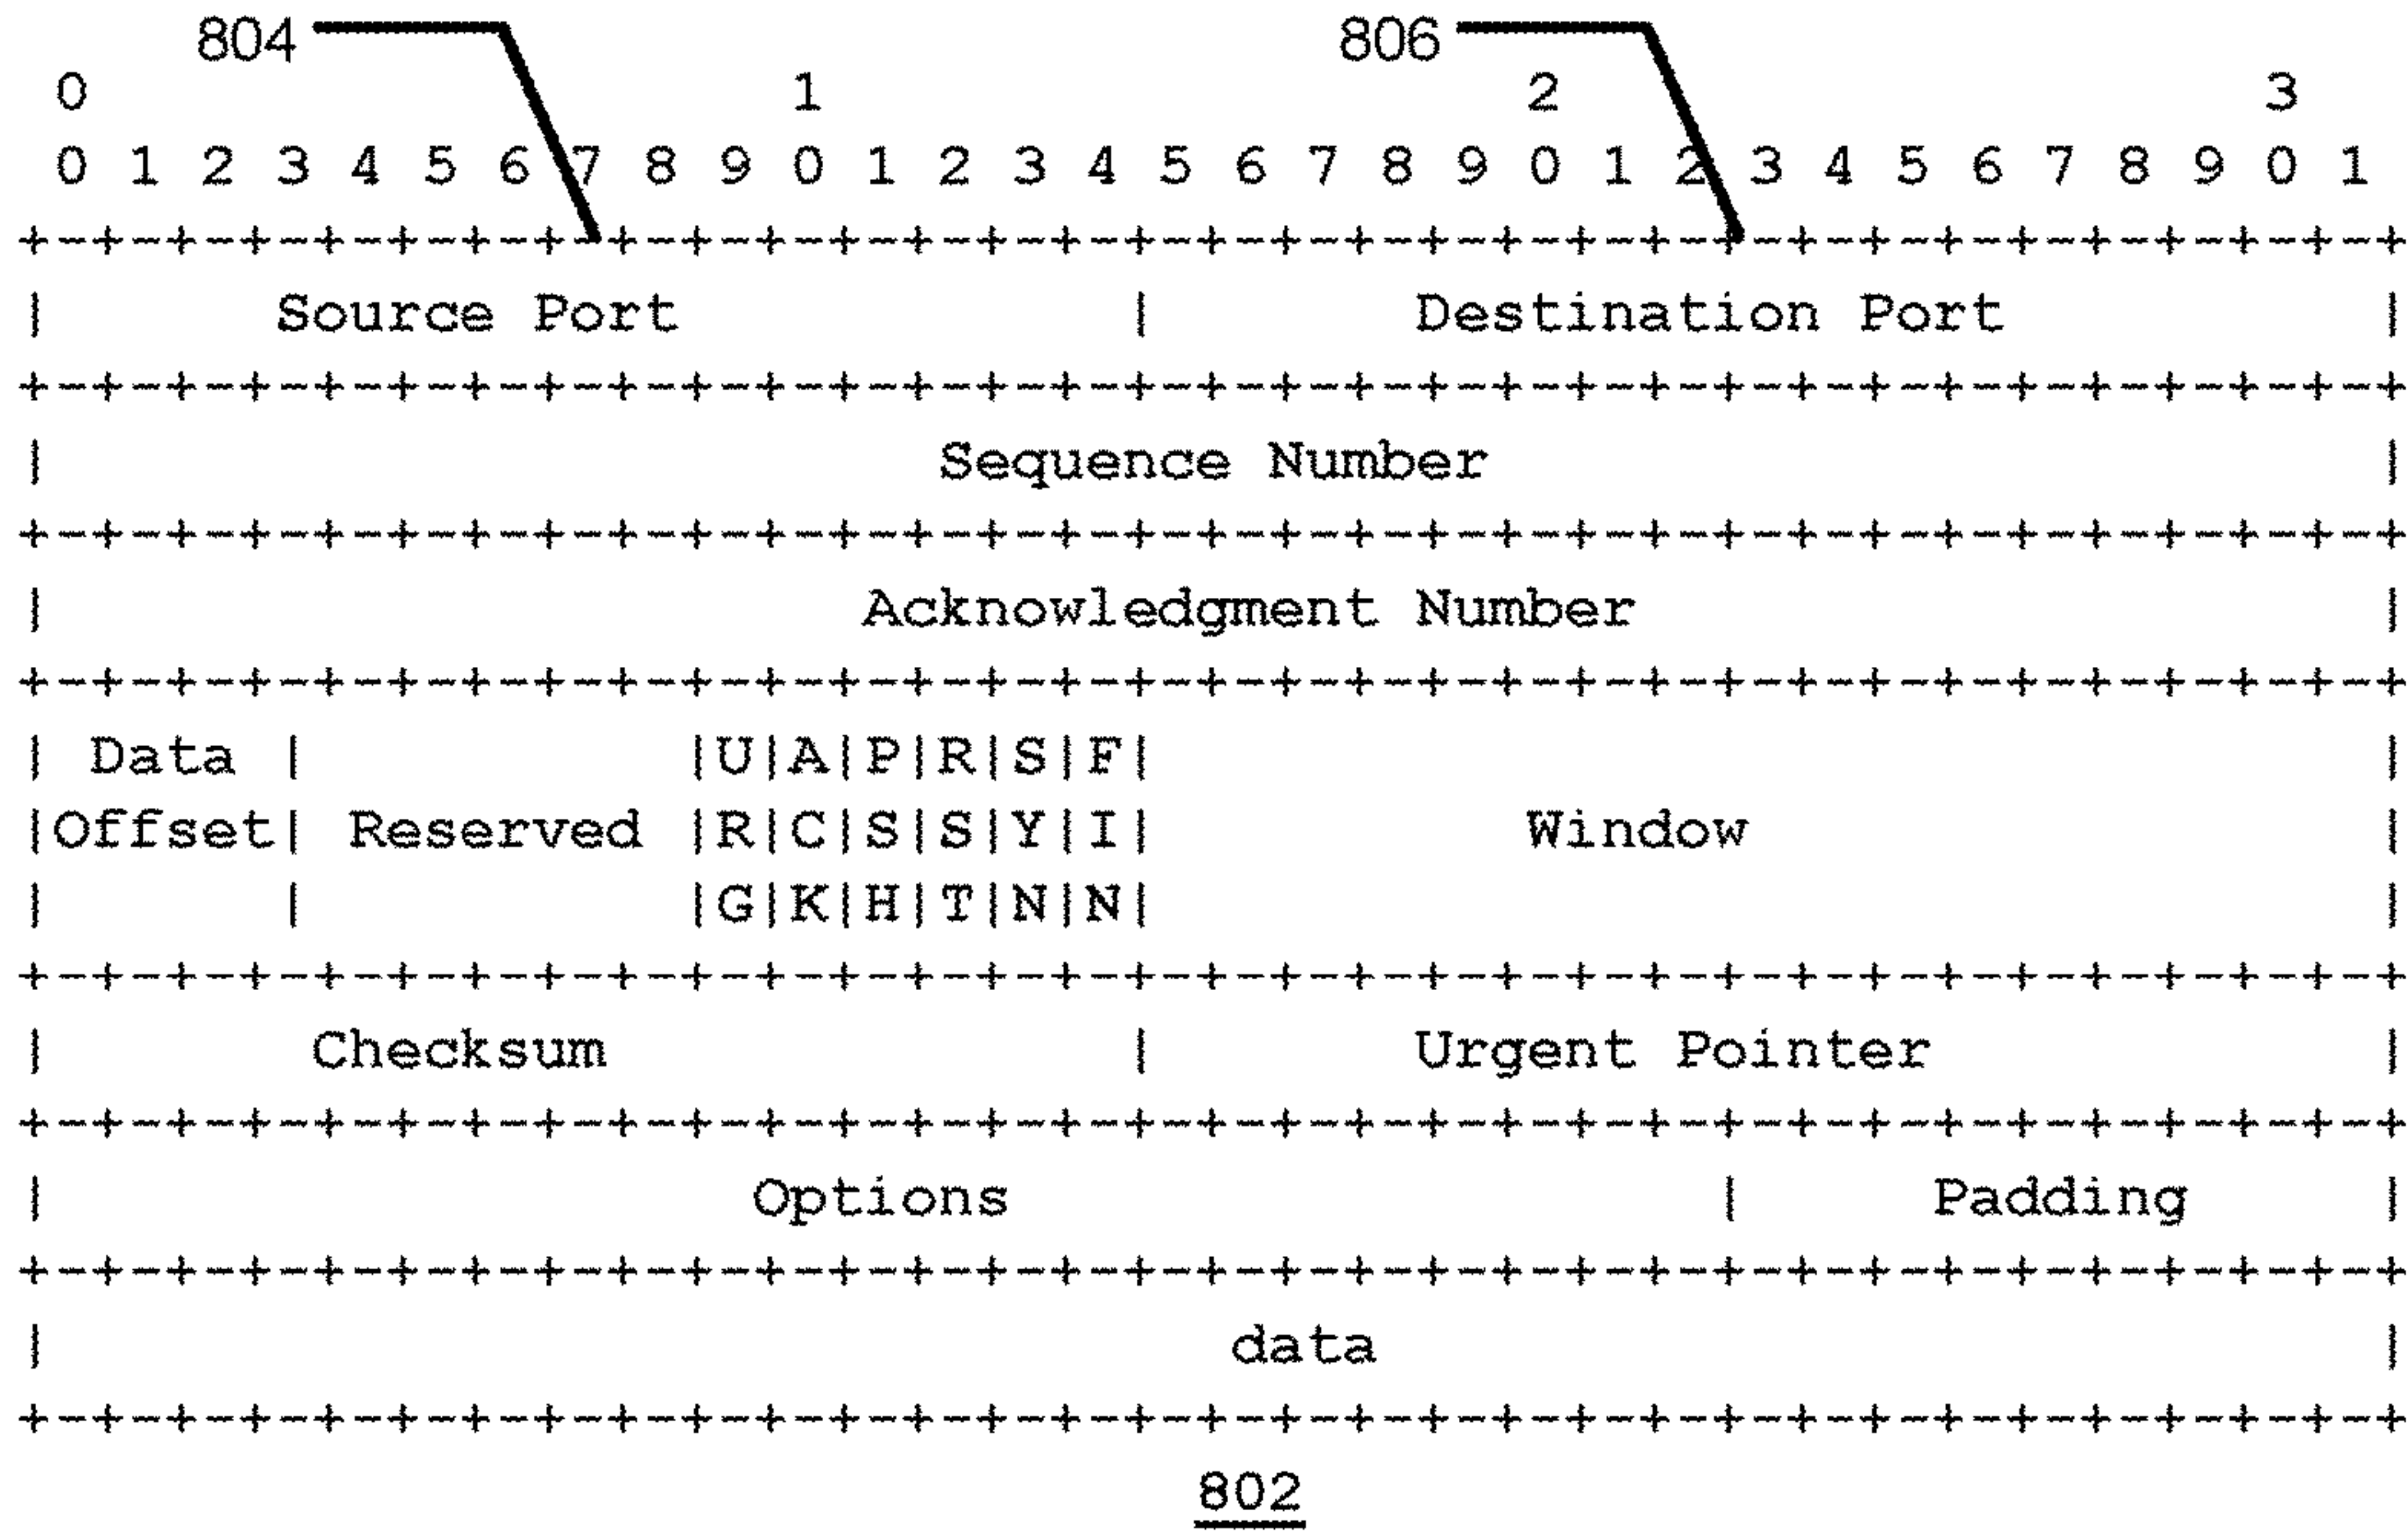 804 806
0 1 2 3
0 1 2 3 4 5 6 7 8 9 0 1 2 3 4 5 6 7 8 9 0 1 2 3 4 5 6 7 8 9 0 1
+-+-+-+-+-+-+-+-+-+-+-+-+-+-+-+-+-+-+-+-+-+-+-+-+-+-+-+-+-+-+-+-+
| Source Port | Destination Port |
+-+-+-+-+-+-+-+-+-+-+-+-+-+-+-+-+-+-+-+-+-+-+-+-+-+-+-+-+-+-+-+-+
| Sequence Number |
+-+-+-+-+-+-+-+-+-+-+-+-+-+-+-+-+-+-+-+-+-+-+-+-+-+-+-+-+-+-+-+-+
| Acknowledgment Number |
+-+-+-+-+-+-+-+-+-+-+-+-+-+-+-+-+-+-+-+-+-+-+-+-+-+-+-+-+-+-+-+-+
| Data | |U|A|P|R|S|F| |
|Offset| Reserved |R|C|S|S|Y|I| Window |
| | |G|K|H|T|N|N| |
+-+-+-+-+-+-+-+-+-+-+-+-+-+-+-+-+-+-+-+-+-+-+-+-+-+-+-+-+-+-+-+-+
| Checksum | Urgent Pointer |
+-+-+-+-+-+-+-+-+-+-+-+-+-+-+-+-+-+-+-+-+-+-+-+-+-+-+-+-+-+-+-+-+
| Options | Padding |
+-+-+-+-+-+-+-+-+-+-+-+-+-+-+-+-+-+-+-+-+-+-+-+-+-+-+-+-+-+-+-+-+
| data |
+-+-+-+-+-+-+-+-+-+-+-+-+-+-+-+-+-+-+-+-+-+-+-+-+-+-+-+-+-+-+-+-+
802